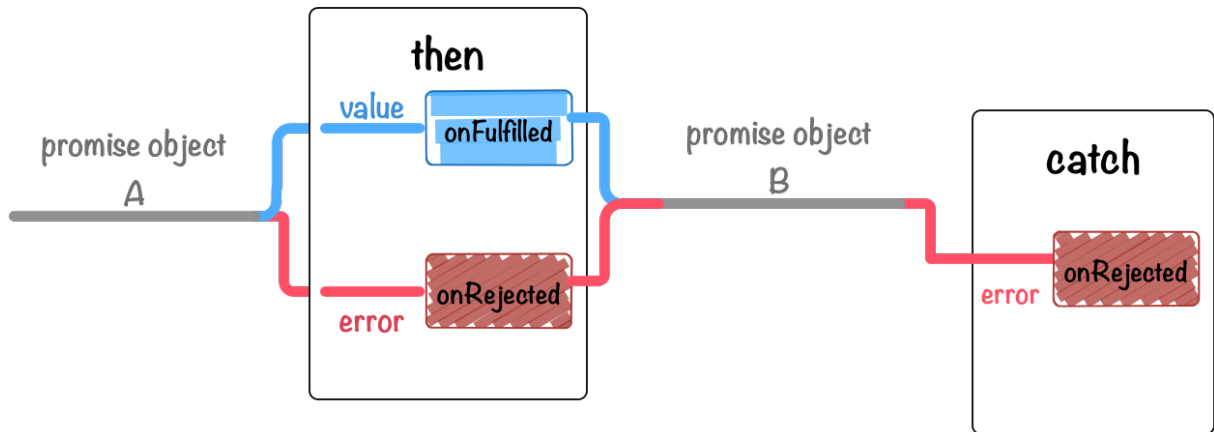 promise object
A
then
value
onFulfilled
onRejected
error
promise object
B
catch
onRejected
error